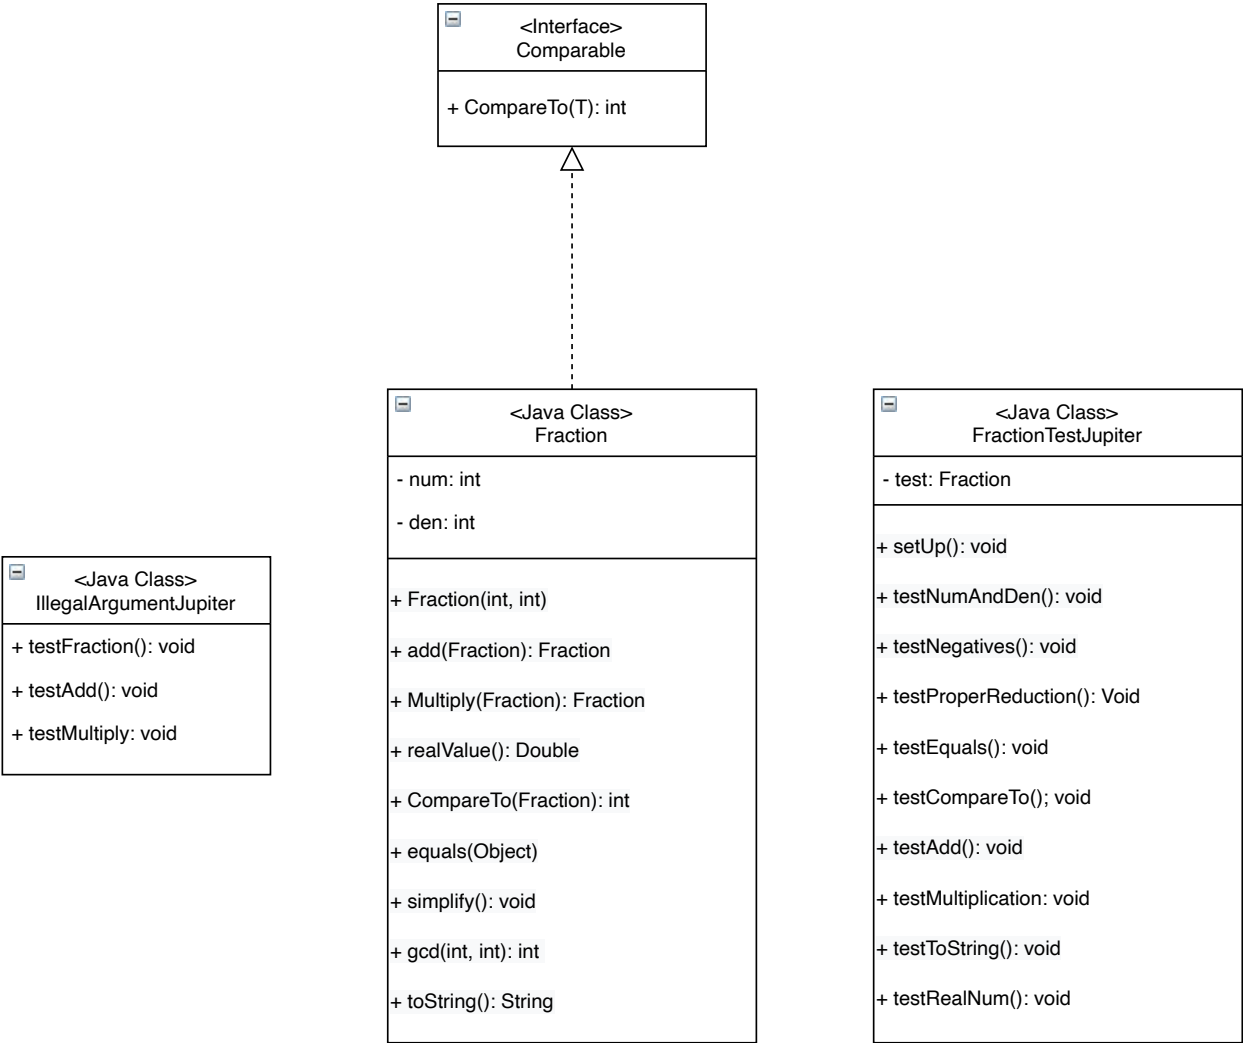 <Interface>
Comparable
+ CompareTo(T): int
<Java Class>
Fraction
- num: int
- den: int
+ Fraction(int, int)
+ add(Fraction): Fraction
+ Multiply(Fraction): Fraction
+ realValue(): Double
+ CompareTo(Fraction): int
+ equals(Object)
+ simplify(): void
+ gcd(int, int): int
+ toString(): String
<Java Class>
FractionTestJupiter
- test: Fraction
+ setUp(): void
+ testNumAndDen(): void
+ testNegatives(): void
+ testProperReduction(): Void
+ testEquals(): void
+ testCompareTo(); void
+ testAdd(): void
+ testMultiplication: void
+ testToString(): void
+ testRealNum(): void
<Java Class>
IllegalArgumentJupiter
+ testFraction(): void
+ testAdd(): void
+ testMultiply: void